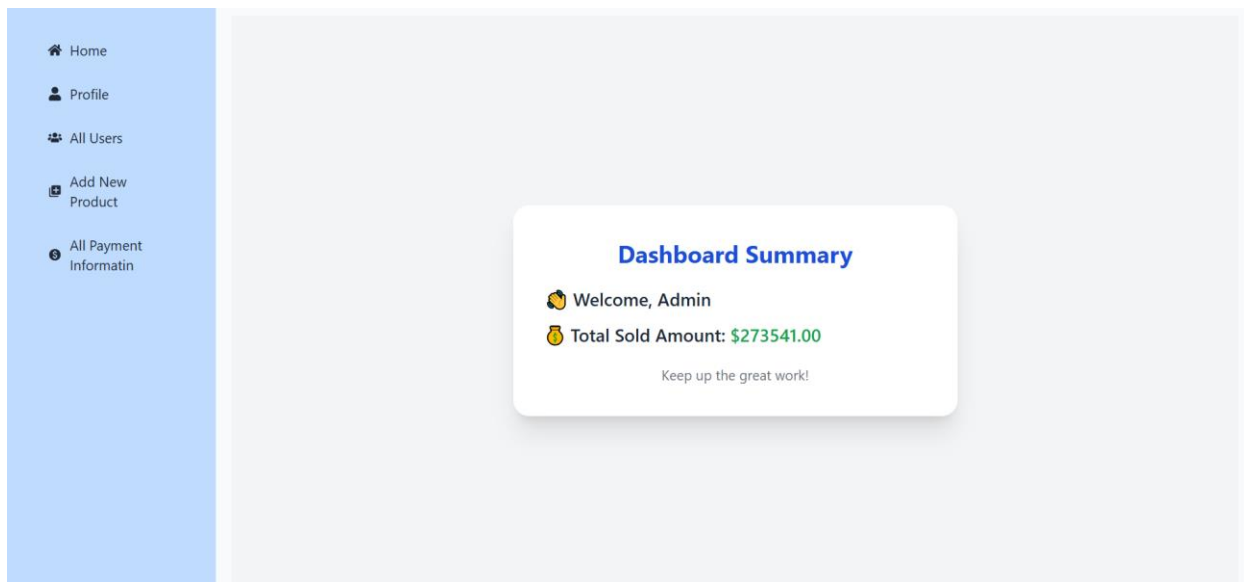 Home
Profile
All Users
Add New
Product
All Payment
Informatin
Dashboard Summary
👏 Welcome, Admin
💰 Total Sold Amount: $273541.00
Keep up the great work!